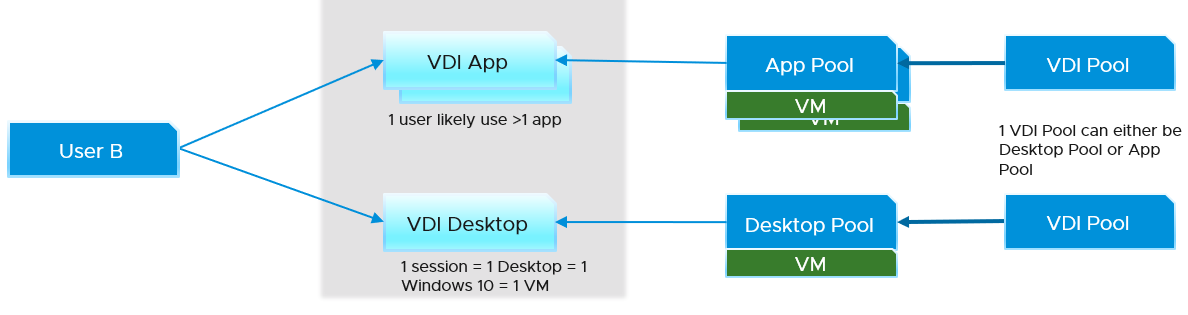 VDI App
App Pool
VDI Pool
VM
VM
1 user likely use >1 app
User B
1 VDI Pool can either be
Desktop Pool or App
Pool
VDI Desktop
Desktop Pool
VDI Pool
VM
1 session = 1 Desktop = 1
Windows 10 = 1 VM